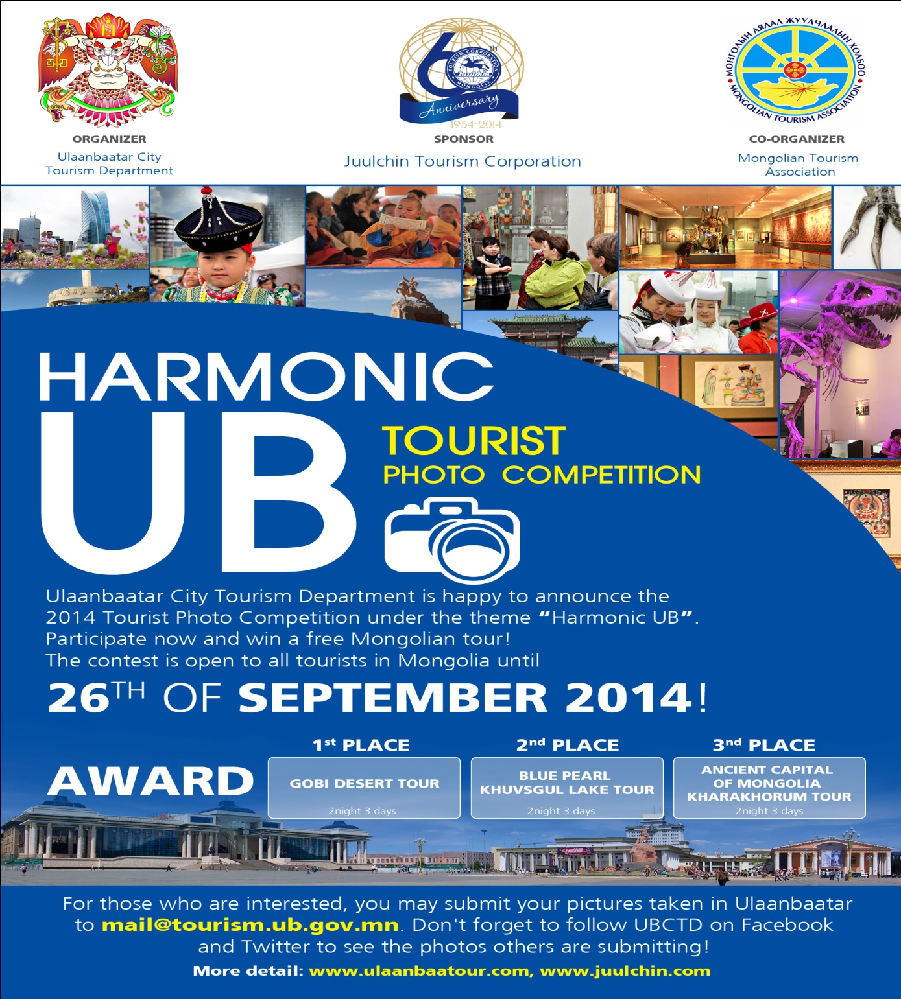 60th
TOURISM CORPORATION
Juulchin
MONGOLIA
Anniversary
1954-2014
МОНГОЛЫН АЯЛАЛ ЖУУЛЧЛАЛЫН ХОЛБОО
MONGOLIAN TOURISM ASSOCIATION
ORGANIZER
Ulaanbaatar City
Tourism Department
SPONSOR
Juulchin Tourism Corporation
CO-ORGANIZER
Mongolian Tourism
Association
HARMONIC
UB
TOURIST
PHOTO COMPETITION
Ulaanbaatar City Tourism Department is happy to announce the
2014 Tourist Photo Competition under the theme “Harmonic UB”.
Participate now and win a free Mongolian tour!
The contest is open to all tourists in Mongolia until
26TH OF SEPTEMBER 2014!
AWARD
1st PLACE
GOBI DESERT TOUR
2night 3 days
2nd PLACE
BLUE PEARL
KHUVSGUL LAKE TOUR
2night 3 days
3nd PLACE
ANCIENT CAPITAL
OF MONGOLIA
KHARAKHORUM TOUR
2night 3 days
For those who are interested, you may submit your pictures taken in Ulaanbaatar
to mail@tourism.ub.gov.mn. Don't forget to follow UBCTD on Facebook
and Twitter to see the photos others are submitting!
More detail: www.ulaanbaatour.com, www.juulchin.com